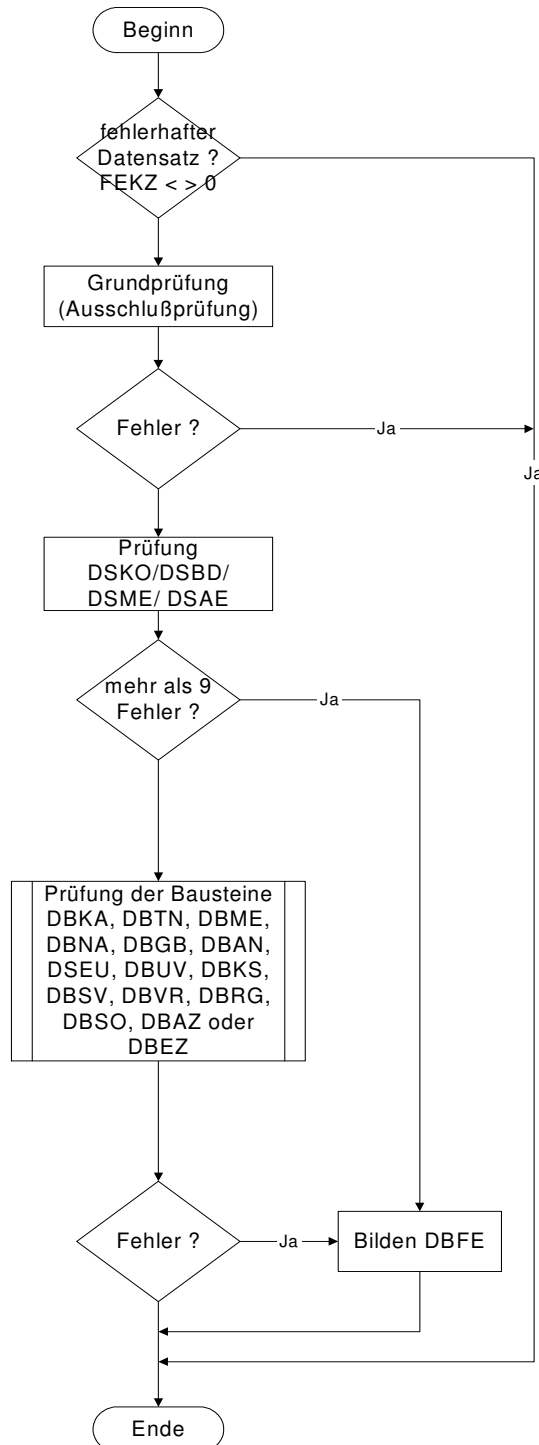 Beginn
fehlerhafter
Datensatz ?
FEKZ < > 0
Grundprüfung
(Ausschlußprüfung)
Fehler ?
Ja
Ja
Prüfung
DSKO/DSBD/
DSME/ DSAE
mehr als 9
Fehler ?
Ja
Prüfung der Bausteine
DBKA, DBTN, DBME,
DBNA, DBGB, DBAN,
DSEU, DBUV, DBKS,
DBSV, DBVR, DBRG,
DBSO, DBAZ oder
DBEZ
Fehler ?
Ja
Bilden DBFE
Ende